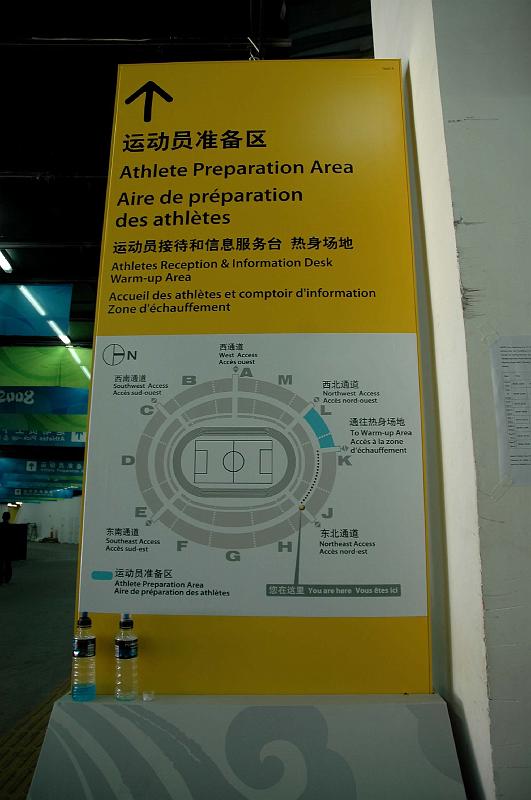 运动员准备区
Athlete Preparation Area
Aire de préparation
des athlètes
运动员接待和信息服务台 热身场地
Athletes Reception & Information Desk
Warm-up Area
Accueil des athlètes et comptoir d'information
Zone d'échauffement
N
西通道
West Access
Accès ouest
西南通道
Southwest Access
Accès sud-ouest
西北通道
Northwest Access
Accès nord-ouest
通往热身场地
To Warm-up Area
Accès à la zone
d'échauffement
A
B
M
C
L
D
K
E
J
F
H
G
东南通道
Southeast Access
Accès sud-est
东北通道
Northeast Access
Accès nord-est
运动员准备区
Athlete Preparation Area
Aire de préparation des athlètes
您在这里 You are here Vous êtes ici
2008
运动员准备区